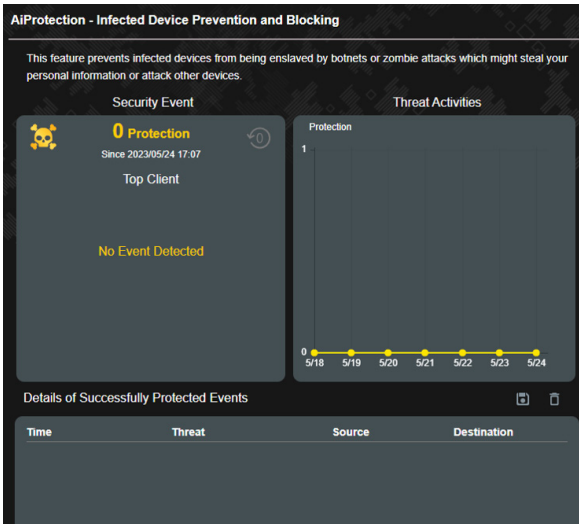 AiProtection - Infected Device Prevention and Blocking
This feature prevents infected devices from being enslaved by botnets or zombie attacks which might steal your
personal information or attack other devices.
Security Event
0 Protection
0
Since 2023/05/24 17:07
Top Client
No Event Detected
Threat Activities
Protection
1
0
5/18 5/19 5/20 5/21 5/22 5/23 5/24
Details of Successfully Protected Events
Time Threat Source Destination